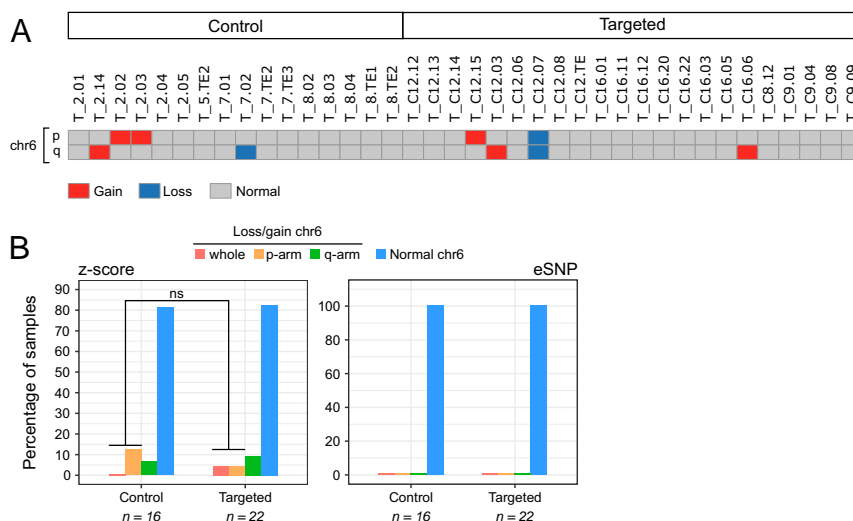 A
Control Targeted
T_2.01 T_2.14 T_2.02 T_2.03 T_2.04 T_2.05 T_5.TE2 T_7.01 T_7.02 T_7.TE2 T_7.TE3 T_8.02 T_8.03 T_8.04 T_8.TE1 T_8.TE2 T_C12.12 T_C12.13 T_C12.14 T_C12.15 T_C12.03 T_C12.06 T_C12.07 T_C12.08 T_C12.TE T_C16.01 T_C16.11 T_C16.12 T_C16.20 T_C16.22 T_C16.03 T_C16.05 T_C16.06 T_C8.12 T_C9.01 T_C9.04 T_C9.08 T_C9.09
chr6
p
q
Gain Loss Normal
B
Loss/gain chr6
whole p-arm q-arm Normal chr6
z-score
Percentage of samples
90
80
70
60
50
40
30
20
10
0
ns
Control Targeted
n = 16 n = 22
eSNP
100
80
60
40
20
0
Control Targeted
n = 16 n = 22